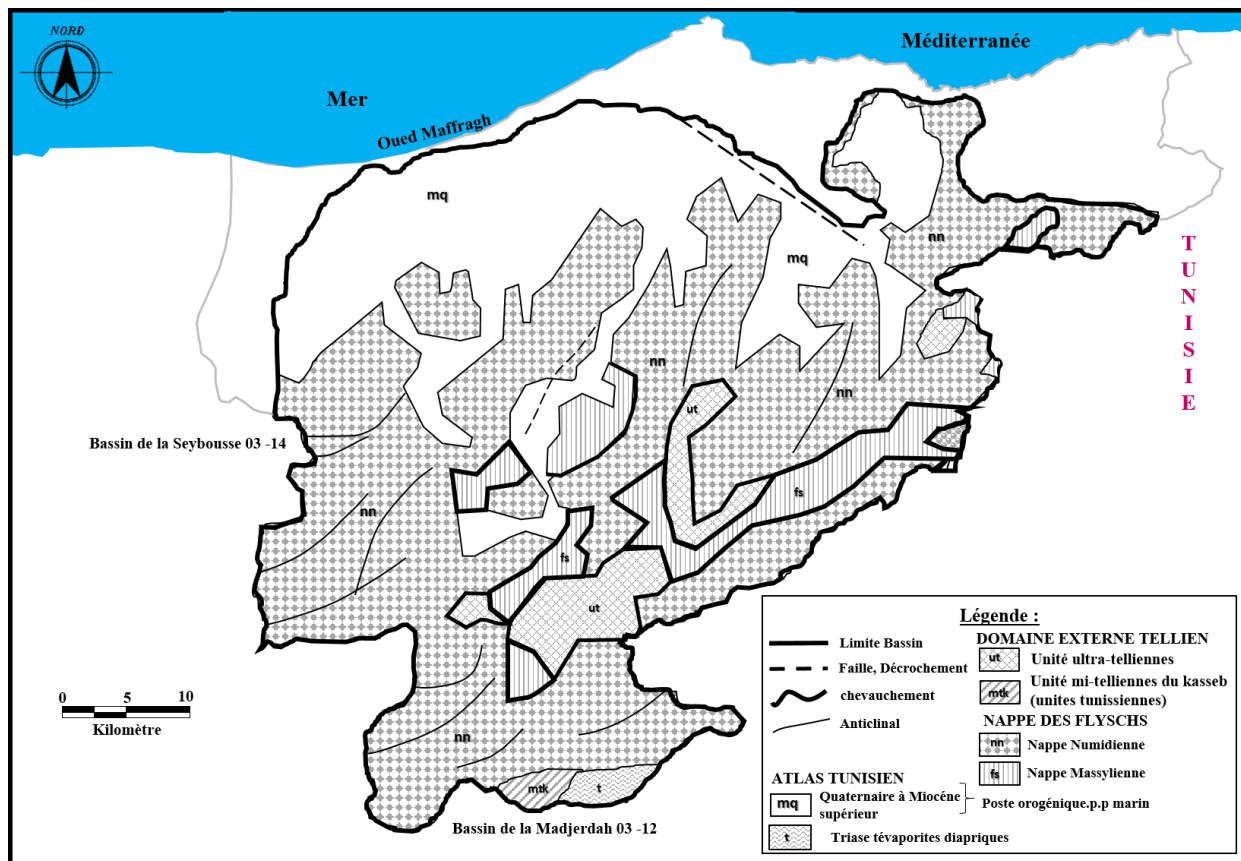 NORD
Mer
Méditerranée
Oued Maffragh
mq
nn
mq
T
U
N
I
S
I
E
nn
nn
ut
Bassin de la Seybousse 03 -14
fs
nn
fs
ut
nn
mtk
t
Bassin de la Madjerdah 03 -12
0 5 10
Kilomètre
Légende :
Limite Bassin
Faille, Décrochement
chevauchement
Anticlinal
ATLAS TUNISIEN
mq Quaternaire à Miocéne
supérieur
Poste orogénique.p.p marin
t Triase tévaporites diapriques
DOMAINE EXTERNE TELLIEN
ut Unité ultra-telliennes
mtk Unité mi-telliennes du kasseb
(unites tunissiennes)
NAPPE DES FLYSCHS
nn Nappe Numidienne
fs Nappe Massylienne